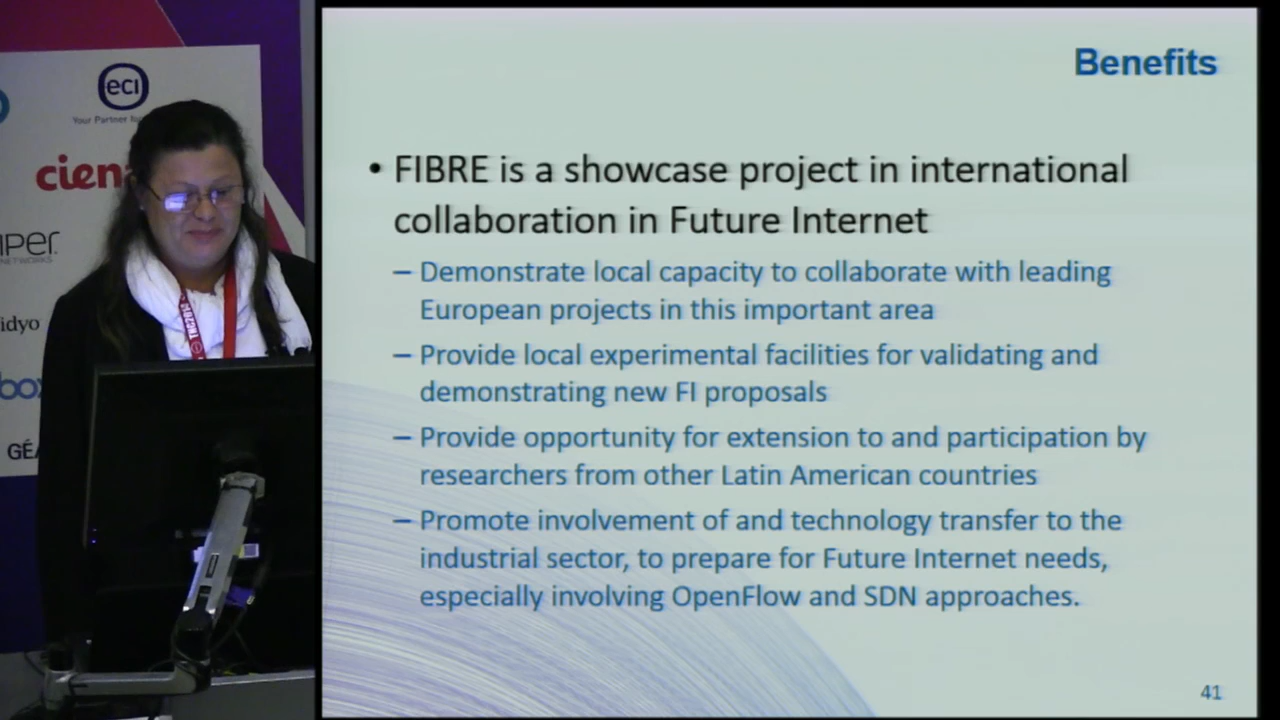 Benefits
• FIBRE is a showcase project in international
collaboration in Future Internet
– Demonstrate local capacity to collaborate with leading
European projects in this important area
– Provide local experimental facilities for validating and
demonstrating new FI proposals
– Provide opportunity for extension to and participation by
researchers from other Latin American countries
– Promote involvement of and technology transfer to the
industrial sector, to prepare for Future Internet needs,
especially involving OpenFlow and SDN approaches.
41
eci
Your Partner
cien
NETWORKS
idyo
box
GÉA